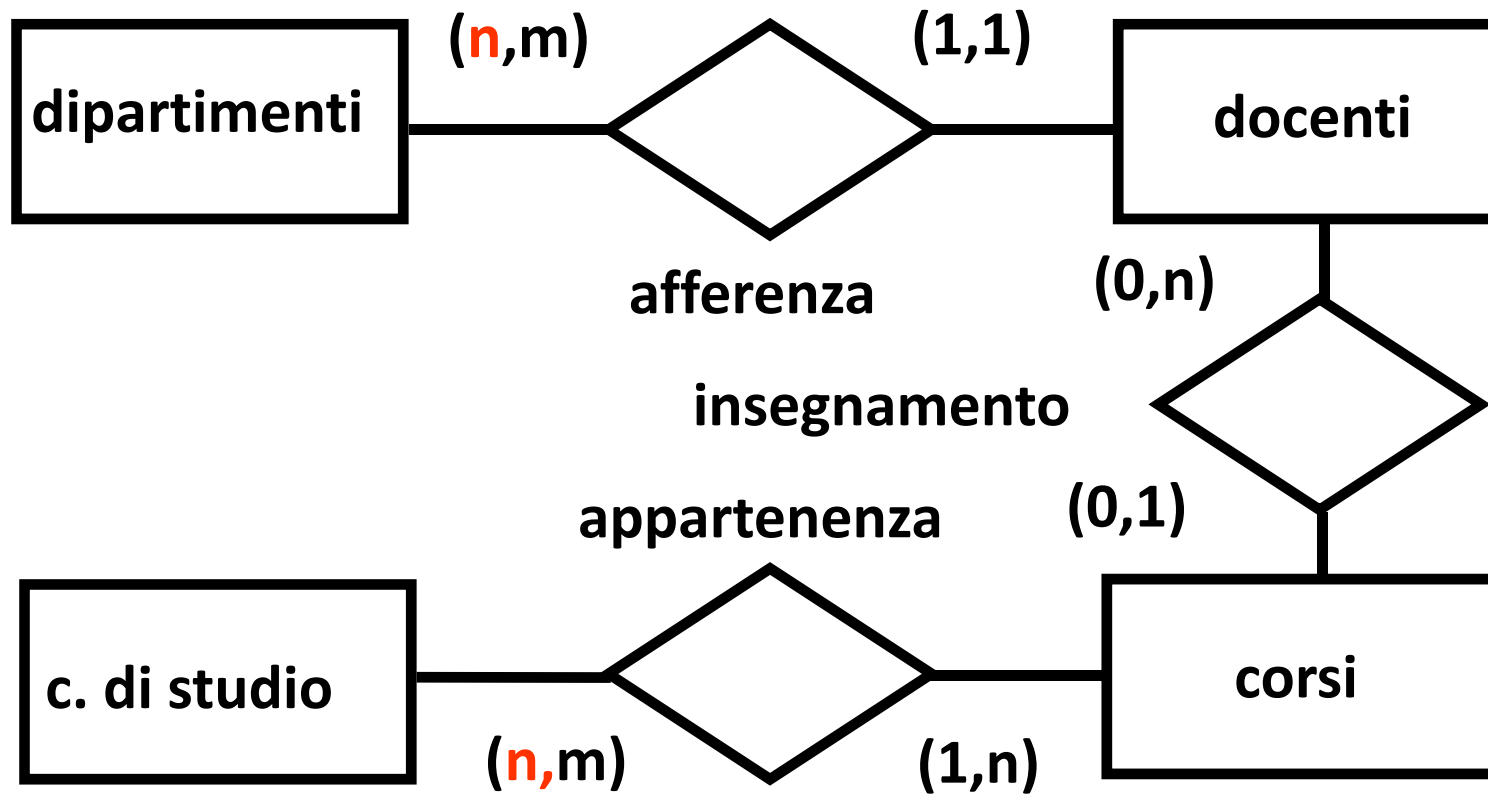 (n,m)
(1,1)
dipartimenti
docenti
afferenza
(0,n)
insegnamento
(0,1)
appartenenza
c. di studio
corsi
(n,m)
(1,n)